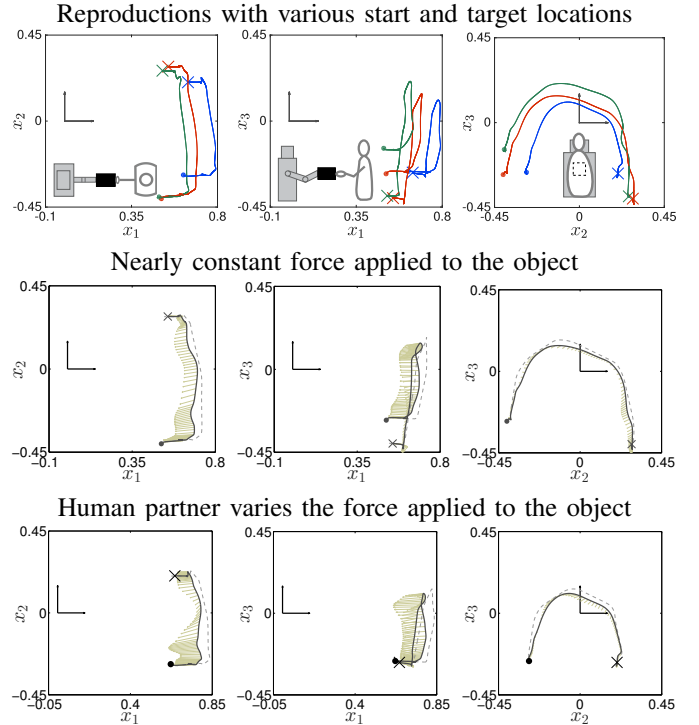 Reproductions with various start and target locations
0.45
0
-0.45
x2
-0.1
0.35
0.8
x1
0.45
0
-0.45
x3
-0.1
0.35
0.8
x1
0.45
0
-0.45
x3
-0.45
0
0.45
x2
Nearly constant force applied to the object
0.45
0
-0.45
x2
-0.1
0.35
0.8
x1
0.45
0
-0.45
x3
-0.1
0.35
0.8
x1
0.45
0
-0.45
x3
-0.45
0
0.45
x2
Human partner varies the force applied to the object
0.45
0
-0.45
x2
-0.05
0.4
0.85
x1
0.45
0
-0.45
x3
-0.05
0.4
0.85
x1
0.45
0
-0.45
x3
-0.45
0
0.45
x2